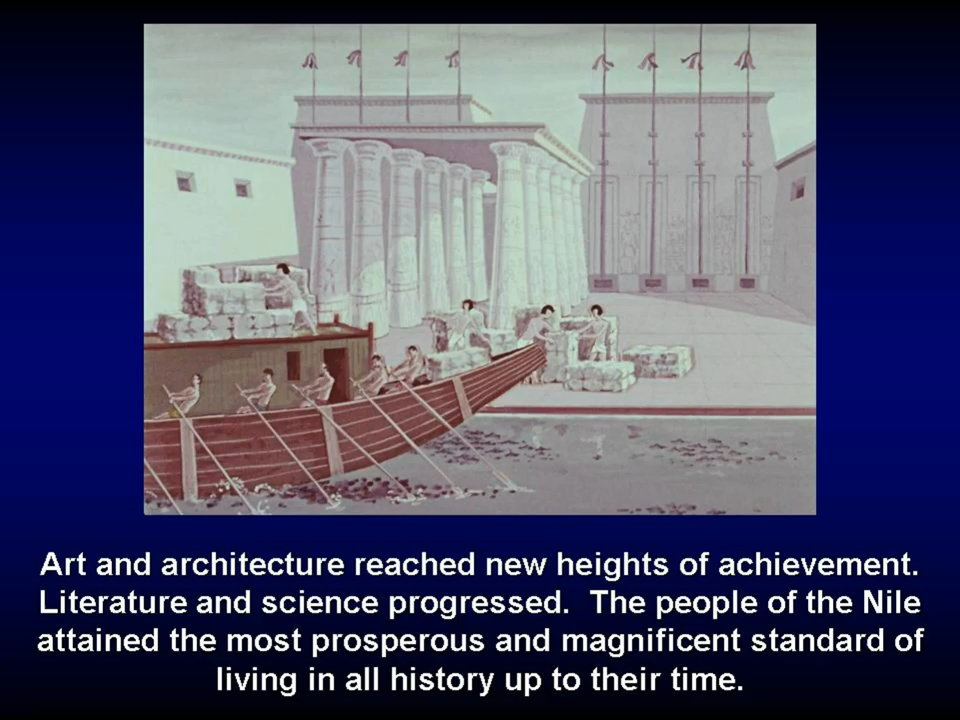 Art and architecture reached new heights of achievement.
Literature and science progressed.  The people of the Nile
attained the most prosperous and magnificent standard of
living in all history up to their time.